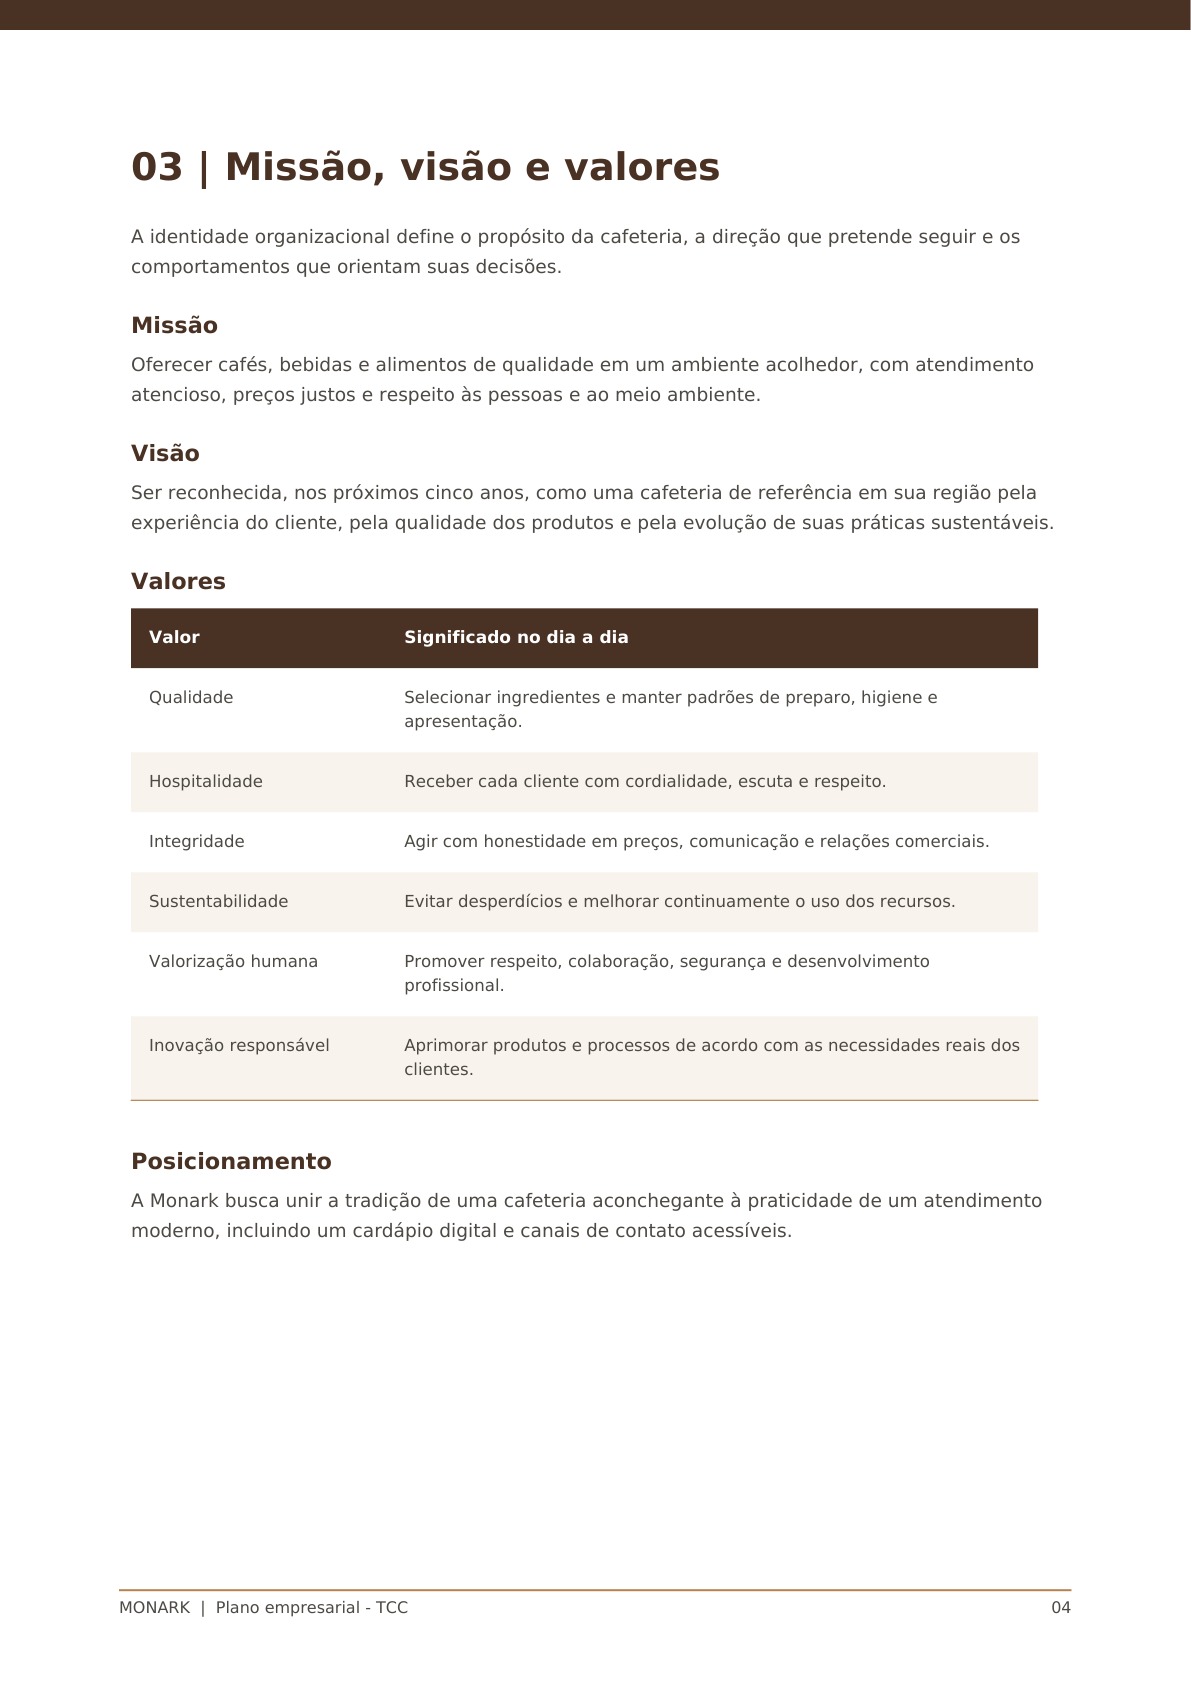 03 | Missão, visão e valores
A identidade organizacional define o propósito da cafeteria, a direção que pretende seguir e os
comportamentos que orientam suas decisões.
Missão
Oferecer cafés, bebidas e alimentos de qualidade em um ambiente acolhedor, com atendimento
atencioso, preços justos e respeito às pessoas e ao meio ambiente.
Visão
Ser reconhecida, nos próximos cinco anos, como uma cafeteria de referência em sua região pela
experiência do cliente, pela qualidade dos produtos e pela evolução de suas práticas sustentáveis.
Valores
Valor Significado no dia a dia
Qualidade Selecionar ingredientes e manter padrões de preparo, higiene e
apresentação.
Hospitalidade Receber cada cliente com cordialidade, escuta e respeito.
Integridade Agir com honestidade em preços, comunicação e relações comerciais.
Sustentabilidade Evitar desperdícios e melhorar continuamente o uso dos recursos.
Valorização humana Promover respeito, colaboração, segurança e desenvolvimento
profissional.
Inovação responsável Aprimorar produtos e processos de acordo com as necessidades reais dos
clientes.
Posicionamento
A Monark busca unir a tradição de uma cafeteria aconchegante à praticidade de um atendimento
moderno, incluindo um cardápio digital e canais de contato acessíveis.
MONARK | Plano empresarial - TCC 04